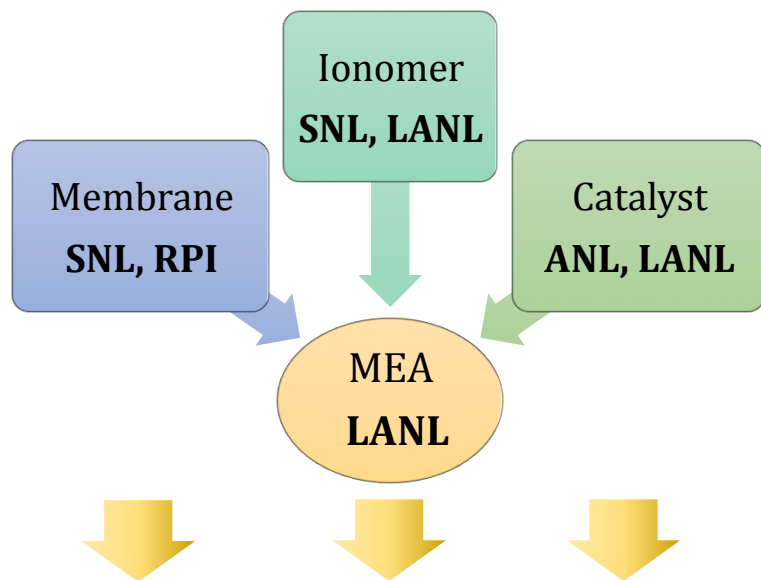 Ionomer
SNL, LANL
Membrane
SNL, RPI
Catalyst
ANL, LANL
MEA
LANL